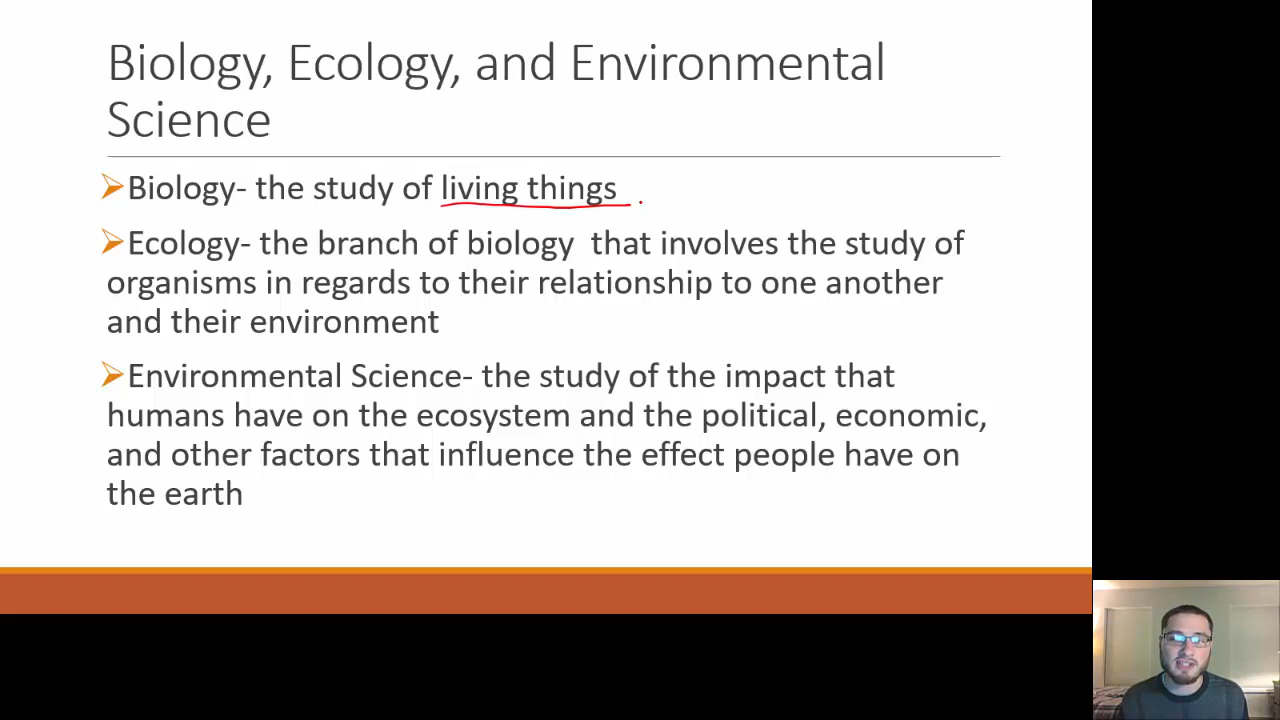 Biology, Ecology, and Environmental
Science
➢Biology- the study of living things
➢Ecology- the branch of biology  that involves the study of
organisms in regards to their relationship to one another
and their environment
➢Environmental Science- the study of the impact that
humans have on the ecosystem and the political, economic,
and other factors that influence the effect people have on
the earth